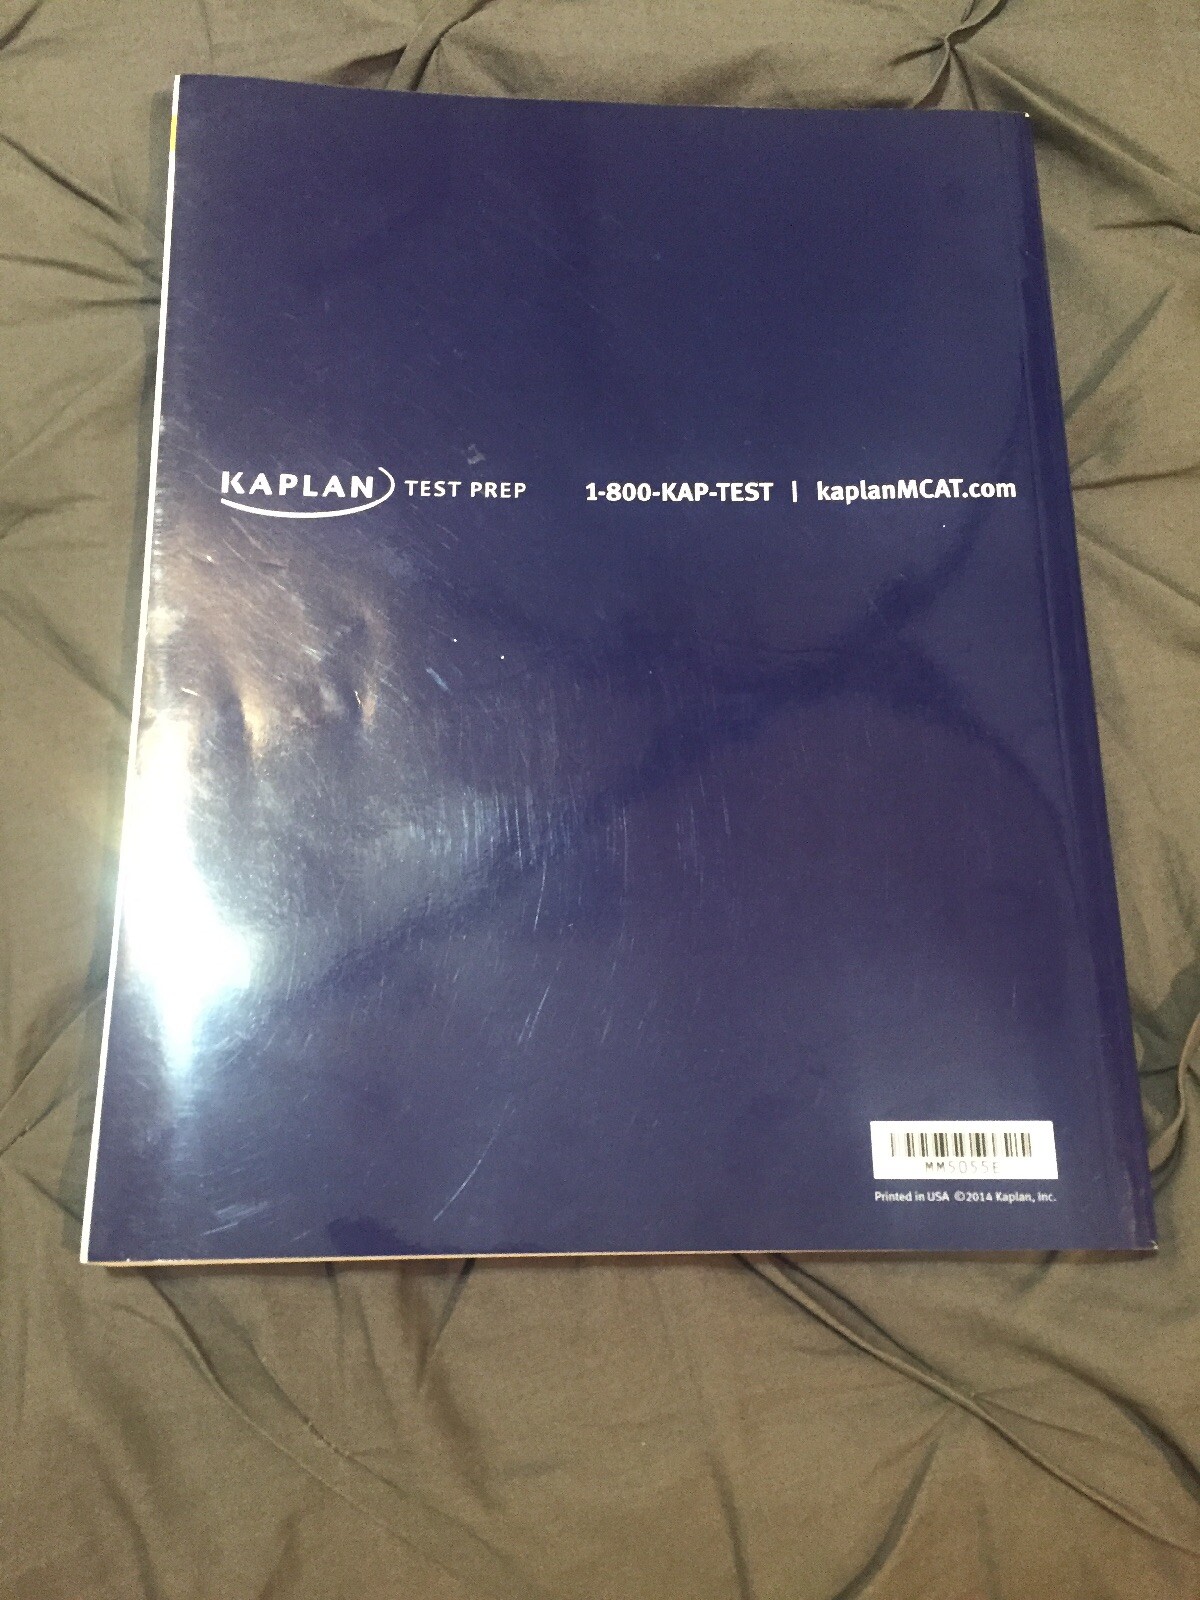 KAPLAN TEST PREP 1-800-KAP-TEST | kaplanMCAT.com
MM5055E
Printed in USA ©2014 Kaplan, Inc.